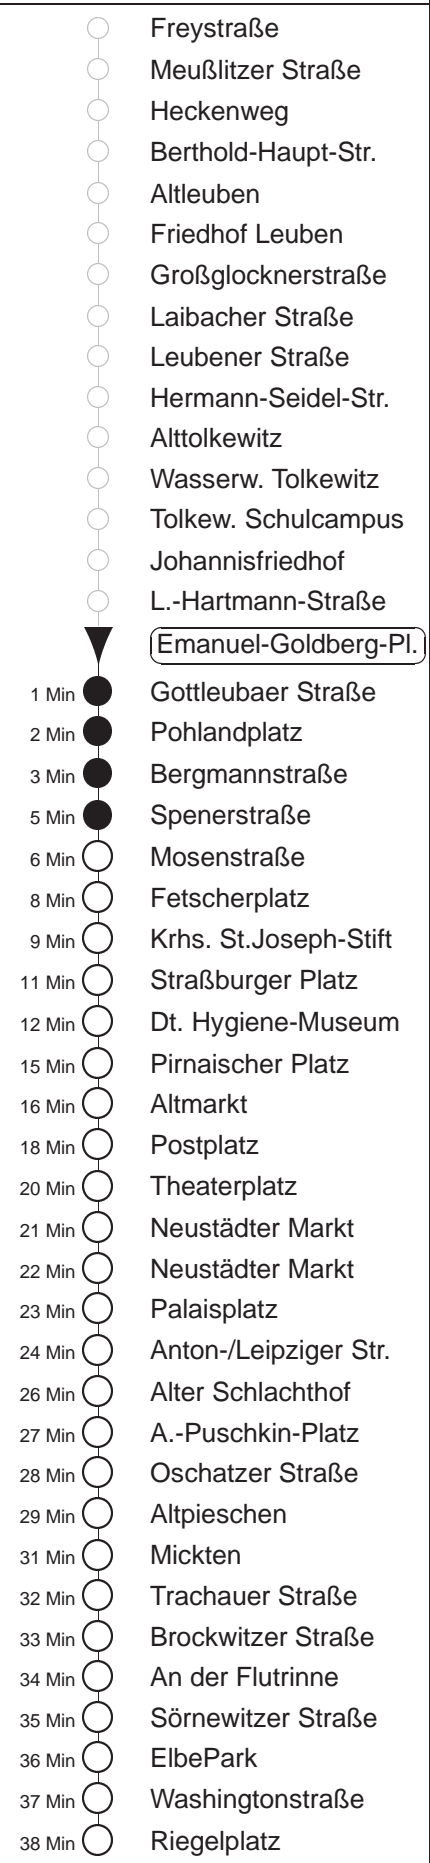 Freystraße
Meußlitzer Straße
Heckenweg
Berthold-Haupt-Str.
Altleuben
Friedhof Leuben
Großglocknerstraße
Laibacher Straße
Leubener Straße
Hermann-Seidel-Str.
Alttolkewitz
Wasserw. Tolkewitz
Tolkew. Schulcampus
Johannisfriedhof
L.-Hartmann-Straße
Emanuel-Goldberg-Pl.
1 Min Gottleubaer Straße
2 Min Pohlandplatz
3 Min Bergmannstraße
5 Min Spenerstraße
6 Min Mosenstraße
8 Min Fetscherplatz
9 Min Krhs. St.Joseph-Stift
11 Min Straßburger Platz
12 Min Dt. Hygiene-Museum
15 Min Pirnaischer Platz
16 Min Altmarkt
18 Min Postplatz
20 Min Theaterplatz
21 Min Neustädter Markt
22 Min Neustädter Markt
23 Min Palaisplatz
24 Min Anton-/Leipziger Str.
26 Min Alter Schlachthof
27 Min A.-Puschkin-Platz
28 Min Oschatzer Straße
29 Min Altpieschen
31 Min Mickten
32 Min Trachauer Straße
33 Min Brockwitzer Straße
34 Min An der Flutrinne
35 Min Sörnewitzer Straße
36 Min ElbePark
37 Min Washingtonstraße
38 Min Riegelplatz